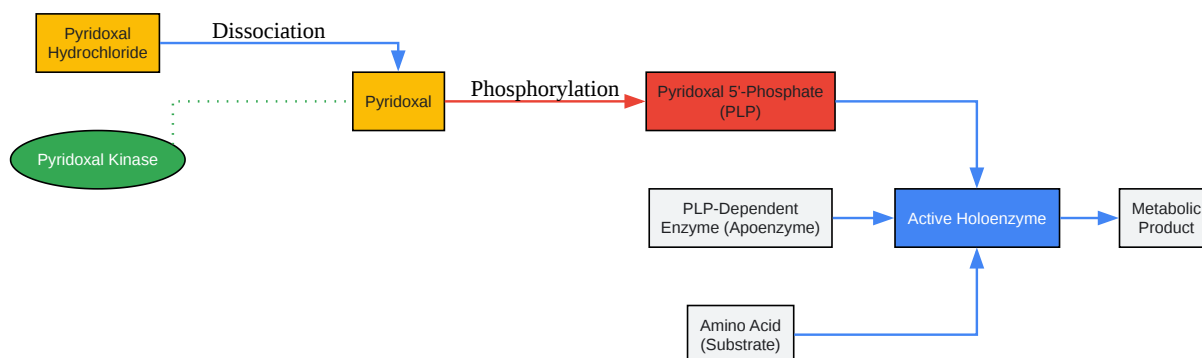 Pyridoxal
Hydrochloride
Dissociation
Pyridoxal
Phosphorylation
Pyridoxal 5'-Phosphate
(PLP)
Pyridoxal Kinase
PLP-Dependent
Enzyme (Apoenzyme)
Active Holoenzyme
Metabolic
Product
Amino Acid
(Substrate)